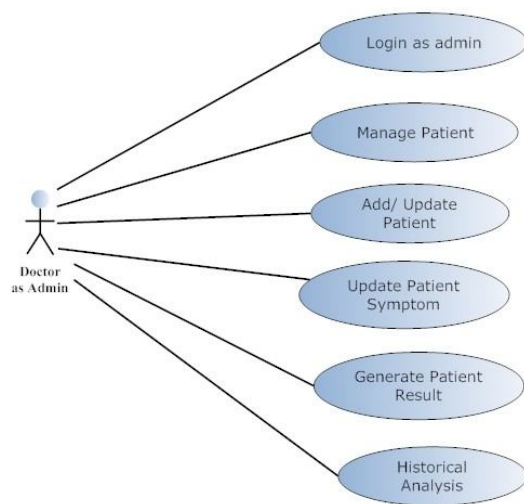 Login as admin
Manage Patient
Add/ Update
Patient
Doctor
as Admin
Update Patient
Symptom
Generate Patient
Result
Historical
Analysis